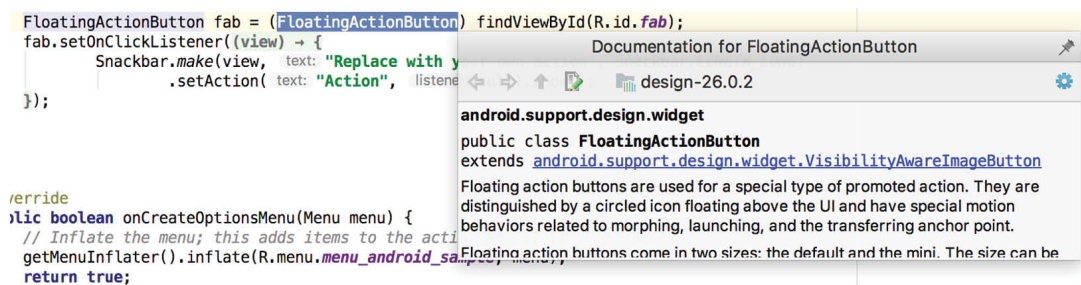 FloatingActionButton fab = (FloatingActionButton) findViewById(R.id.fab);
fab.setOnClickListener((view) → {
Snackbar.make(view, text: "Replace with y
.setAction( text: "Action", listene
});
verride
blic boolean onCreateOptionsMenu(Menu menu) {
// Inflate the menu; this adds items to the acti
getMenuInflater().inflate(R.menu.menu_android_sample, menu);
return true;
Documentation for FloatingActionButton
design-26.0.2
android.support.design.widget
public class FloatingActionButton
extends android.support.design.widget.VisibilityAwareImageButton
Floating action buttons are used for a special type of promoted action. They are
distinguished by a circled icon floating above the UI and have special motion
behaviors related to morphing, launching, and the transferring anchor point.
Floating action buttons come in two sizes: the default and the mini. The size can be